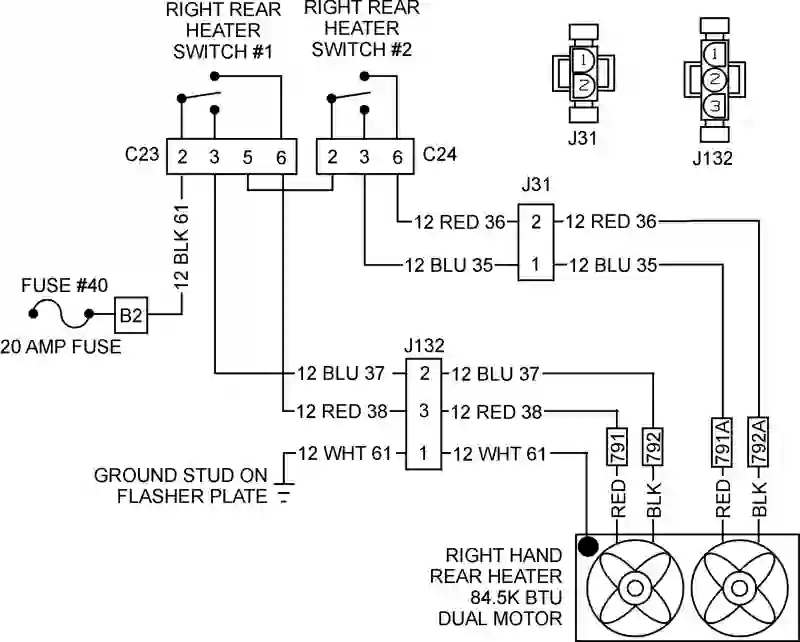 RIGHT REAR
HEATER
SWITCH #1
RIGHT REAR
HEATER
SWITCH #2
1
2
J31
1
2
3
J132
C23
2
3
5
6
2
3
6
C24
12 BLK 61
J31
12 RED 36
2
12 RED 36
12 BLU 35
1
12 BLU 35
FUSE #40
B2
20 AMP FUSE
J132
12 BLU 37
2
12 BLU 37
12 RED 38
3
12 RED 38
12 WHT 61
1
12 WHT 61
GROUND STUD ON
FLASHER PLATE
791
792
791A
792A
RED
BLK
RED
BLK
RIGHT HAND
REAR HEATER
84.5K BTU
DUAL MOTOR